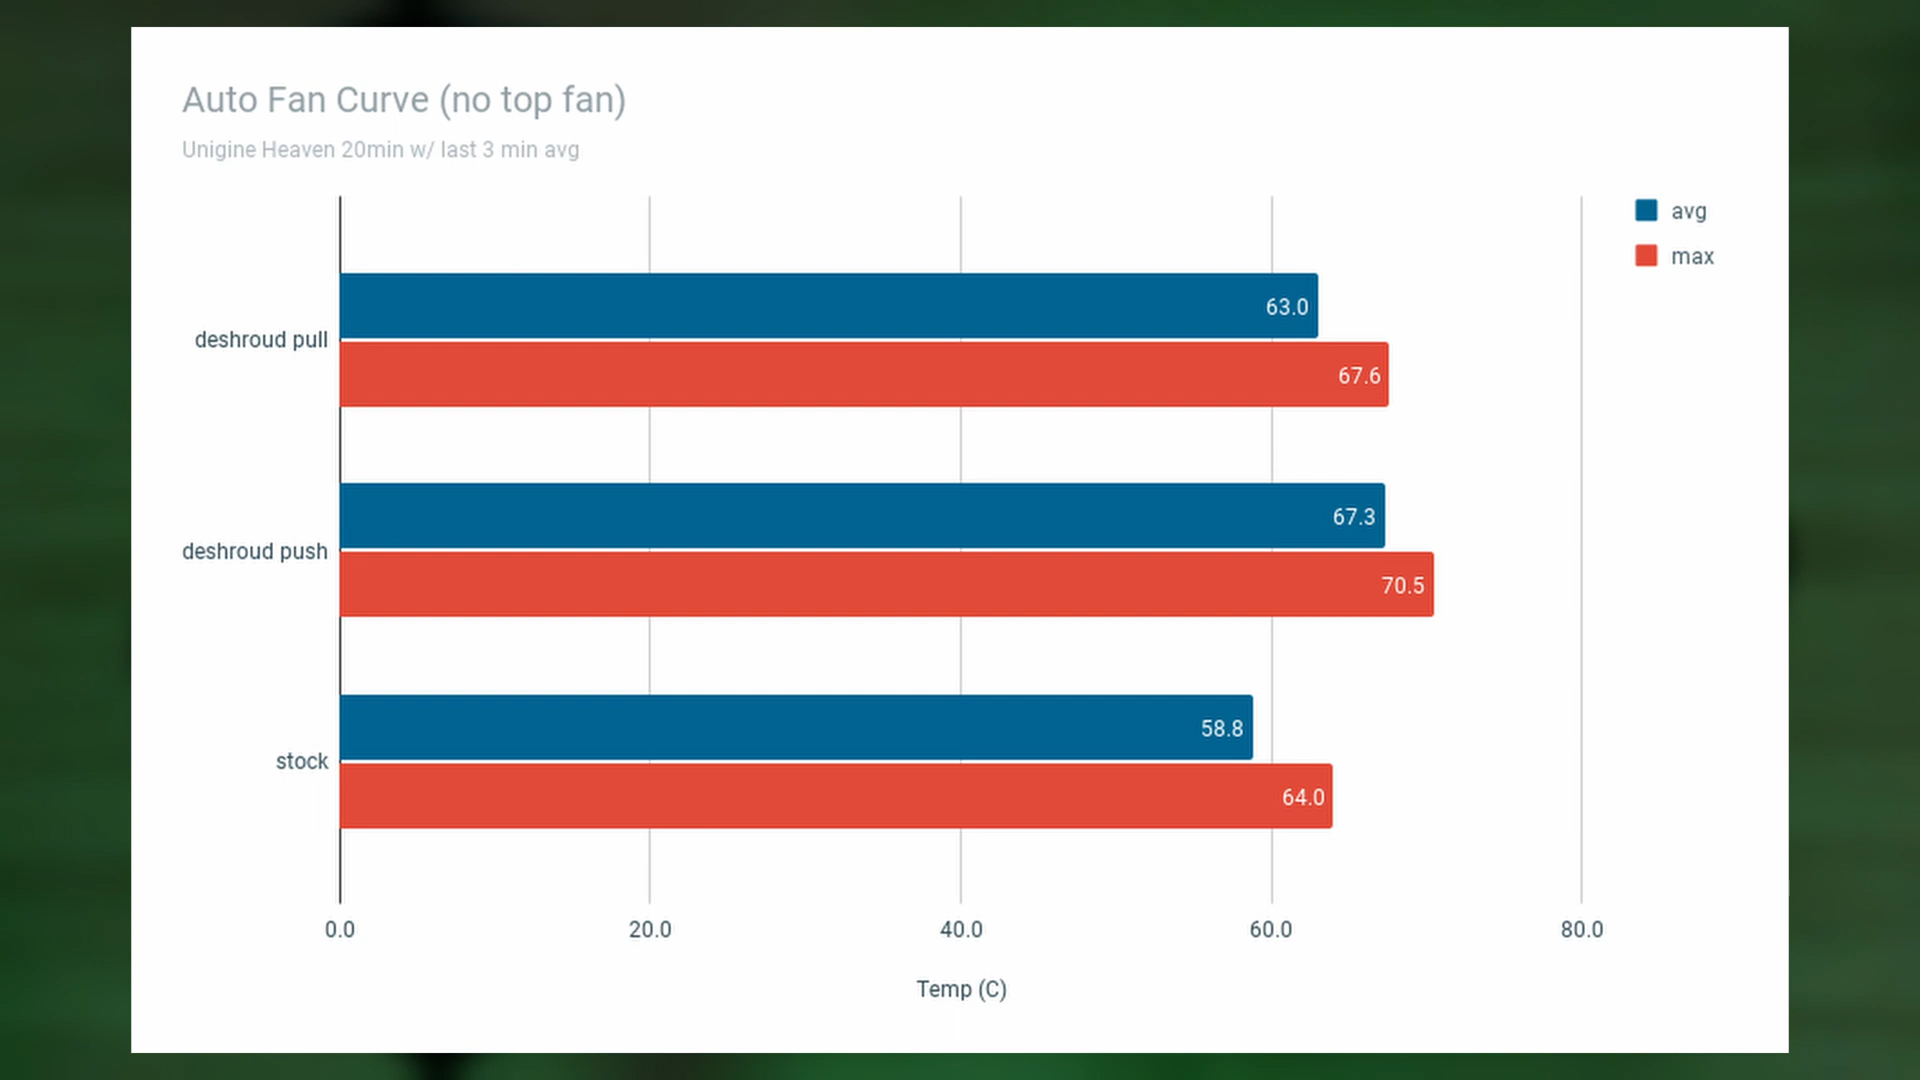 Auto Fan Curve (no top fan)
Unigine Heaven 20min w/ last 3 min avg
avg
max
deshroud pull
63.0
67.6
deshroud push
67.3
70.5
stock
58.8
64.0
0.0 20.0 40.0 60.0 80.0
Temp (C)